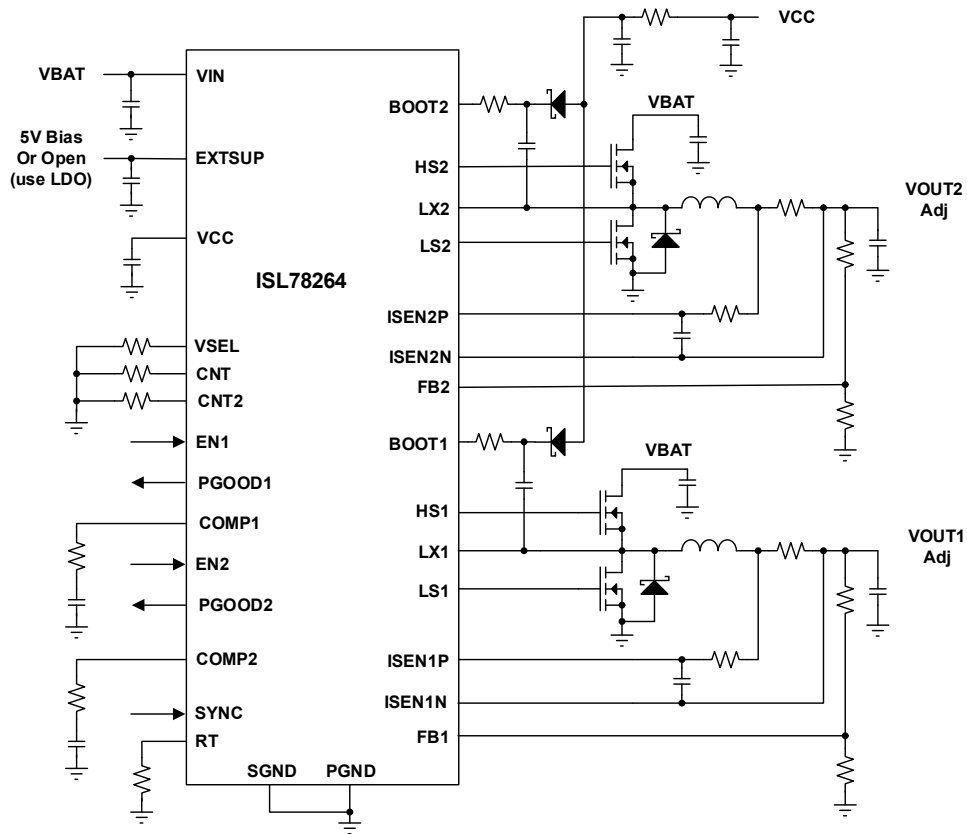 VCC
VBAT
VIN
BOOT2
VBAT
5V Bias
Or Open
(use LDO)
EXTSUP
HS2
LX2
VOUT2
Adj
VCC
LS2
ISL78264
ISEN2P
VSEL
ISEN2N
CNT
FB2
CNT2
EN1
BOOT1
VBAT
PGOOD1
HS1
COMP1
LX1
VOUT1
Adj
EN2
LS1
PGOOD2
COMP2
ISEN1P
ISEN1N
SYNC
FB1
RT
SGND
PGND